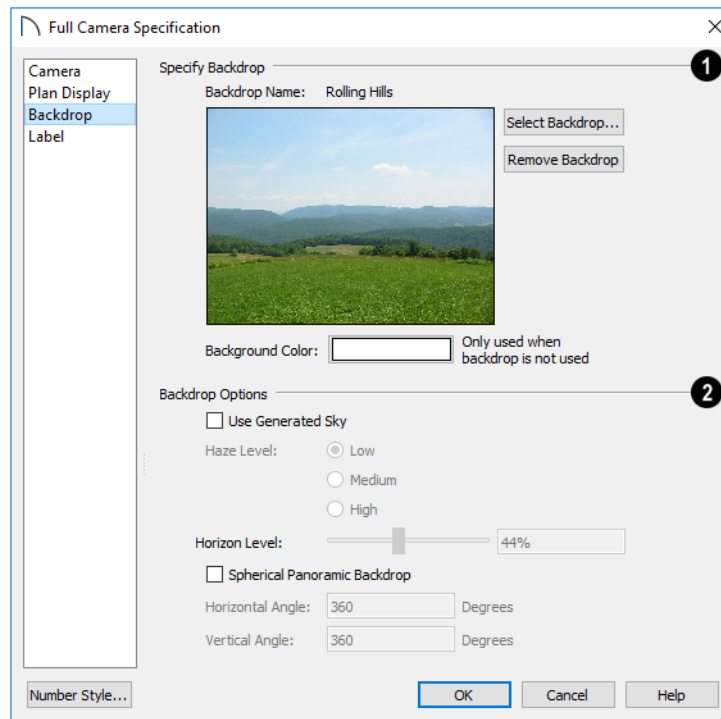 Full Camera Specification
Camera
Plan Display
Backdrop
Label
Specify Backdrop
1
Backdrop Name: Rolling Hills
Select Backdrop...
Remove Backdrop
Background Color:
Only used when
backdrop is not used
Backdrop Options
2
Use Generated Sky
Haze Level:
Low
Medium
High
Horizon Level:
44%
Spherical Panoramic Backdrop
Horizontal Angle: 360 Degrees
Vertical Angle: 360 Degrees
Number Style...
OK
Cancel
Help